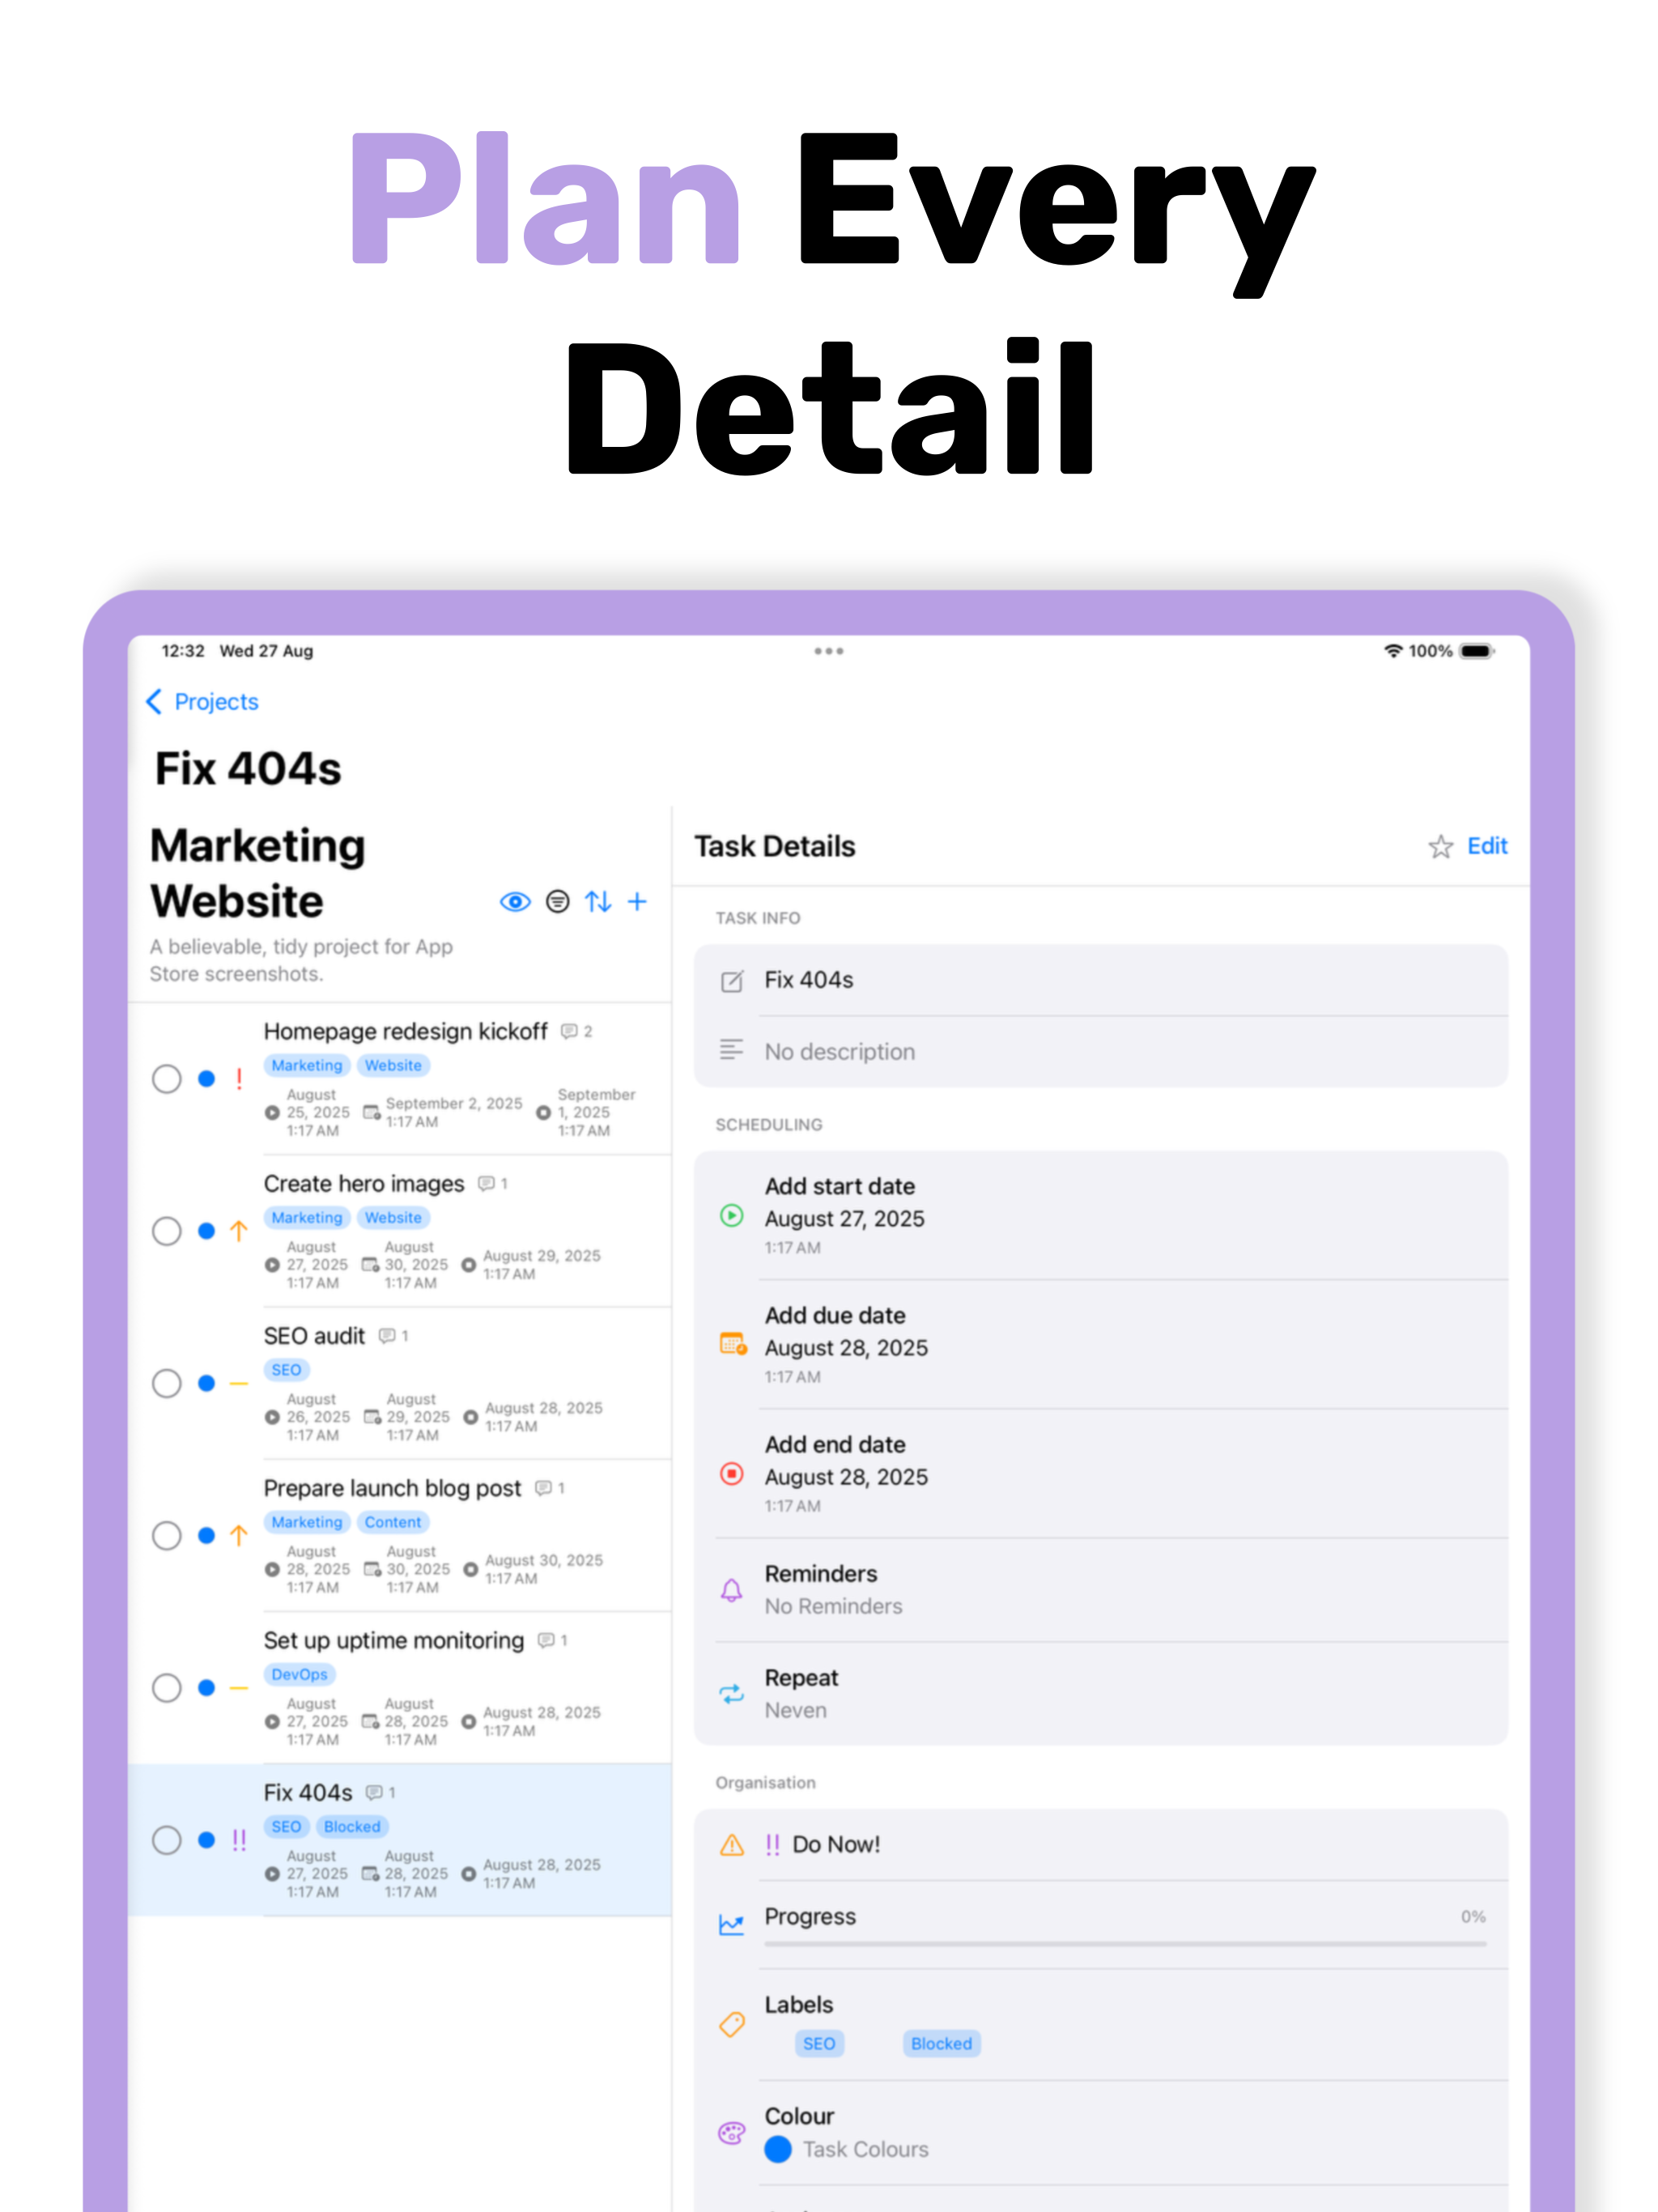 Plan Every
Detail
12:32 Wed 27 Aug
100%
Projects
Fix 404s
Marketing
Website
A believable, tidy project for App
Store screenshots.
Homepage redesign kickoff 2
Marketing Website
August
25, 2025
1:17 AM
September 2, 2025
1:17 AM
September
1, 2025
1:17 AM
Create hero images 1
Marketing Website
August
27, 2025
1:17 AM
August
30, 2025
1:17 AM
August 29, 2025
1:17 AM
SEO audit 1
SEO
August
26, 2025
1:17 AM
August
29, 2025
1:17 AM
August 28, 2025
1:17 AM
Prepare launch blog post 1
Marketing Content
August
28, 2025
1:17 AM
August
30, 2025
1:17 AM
August 30, 2025
1:17 AM
Set up uptime monitoring 1
DevOps
August
27, 2025
1:17 AM
August
28, 2025
1:17 AM
August 28, 2025
1:17 AM
Fix 404s 1
SEO Blocked
August
27, 2025
1:17 AM
August
28, 2025
1:17 AM
August 28, 2025
1:17 AM
Task Details
Edit
TASK INFO
Fix 404s
No description
SCHEDULING
Add start date
August 27, 2025
1:17 AM
Add due date
August 28, 2025
1:17 AM
Add end date
August 28, 2025
1:17 AM
Reminders
No Reminders
Repeat
Neven
Organisation
!! Do Now!
Progress 0%
Labels
SEO Blocked
Colour
Task Colours